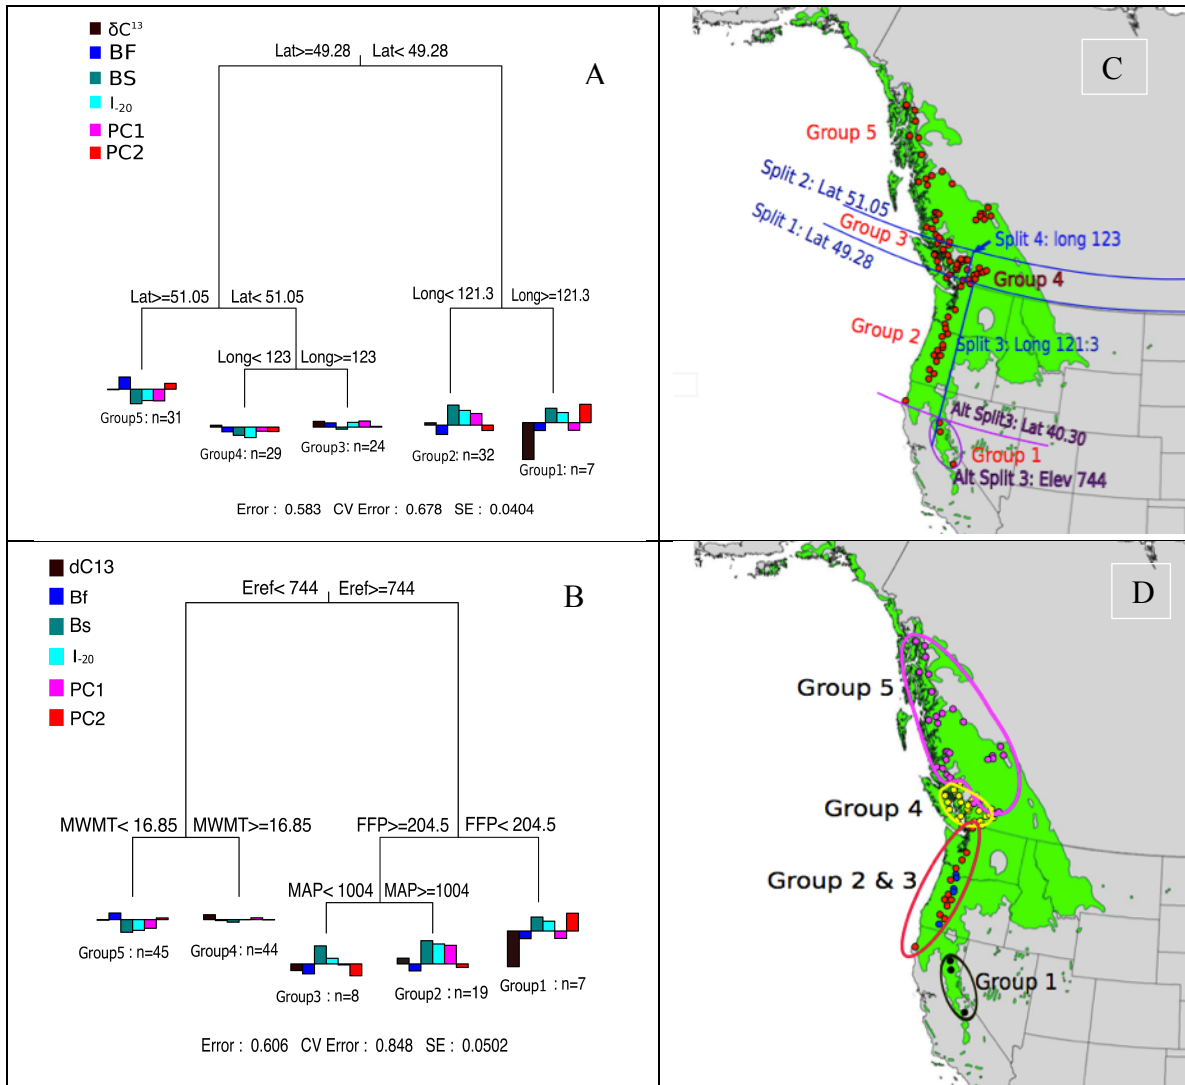 δC¹³
BF
BS
I₋₂₀
PC1
PC2
A
Lat>=49.28 Lat< 49.28
Lat>=51.05 Lat< 51.05
Long< 121.3 Long>=121.3
Long< 123 Long>=123
Group5: n=31
Group4: n=29
Group3: n=24
Group2: n=32
Group1: n=7
Error : 0.583 CV Error : 0.678 SE : 0.0404
C
Group 5
Split 2: Lat 51.05
Group 3
Split 1: Lat 49.28
Split 4: long 123
Group 4
Group 2
Split 3: Long 121:3
Alt Split3: Lat 40.30
Group 1
Alt Split 3: Elev 744
dC13
Bf
Bs
I₋₂₀
PC1
PC2
B
Eref< 744 Eref>=744
MWMT< 16.85 MWMT>=16.85
FFP>=204.5 FFP< 204.5
MAP< 1004 MAP>=1004
Group5 : n=45
Group4: n=44
Group3 : n=8
Group2: n=19
Group1 : n=7
Error : 0.606 CV Error : 0.848 SE : 0.0502
D
Group 5
Group 4
Group 2 & 3
Group 1